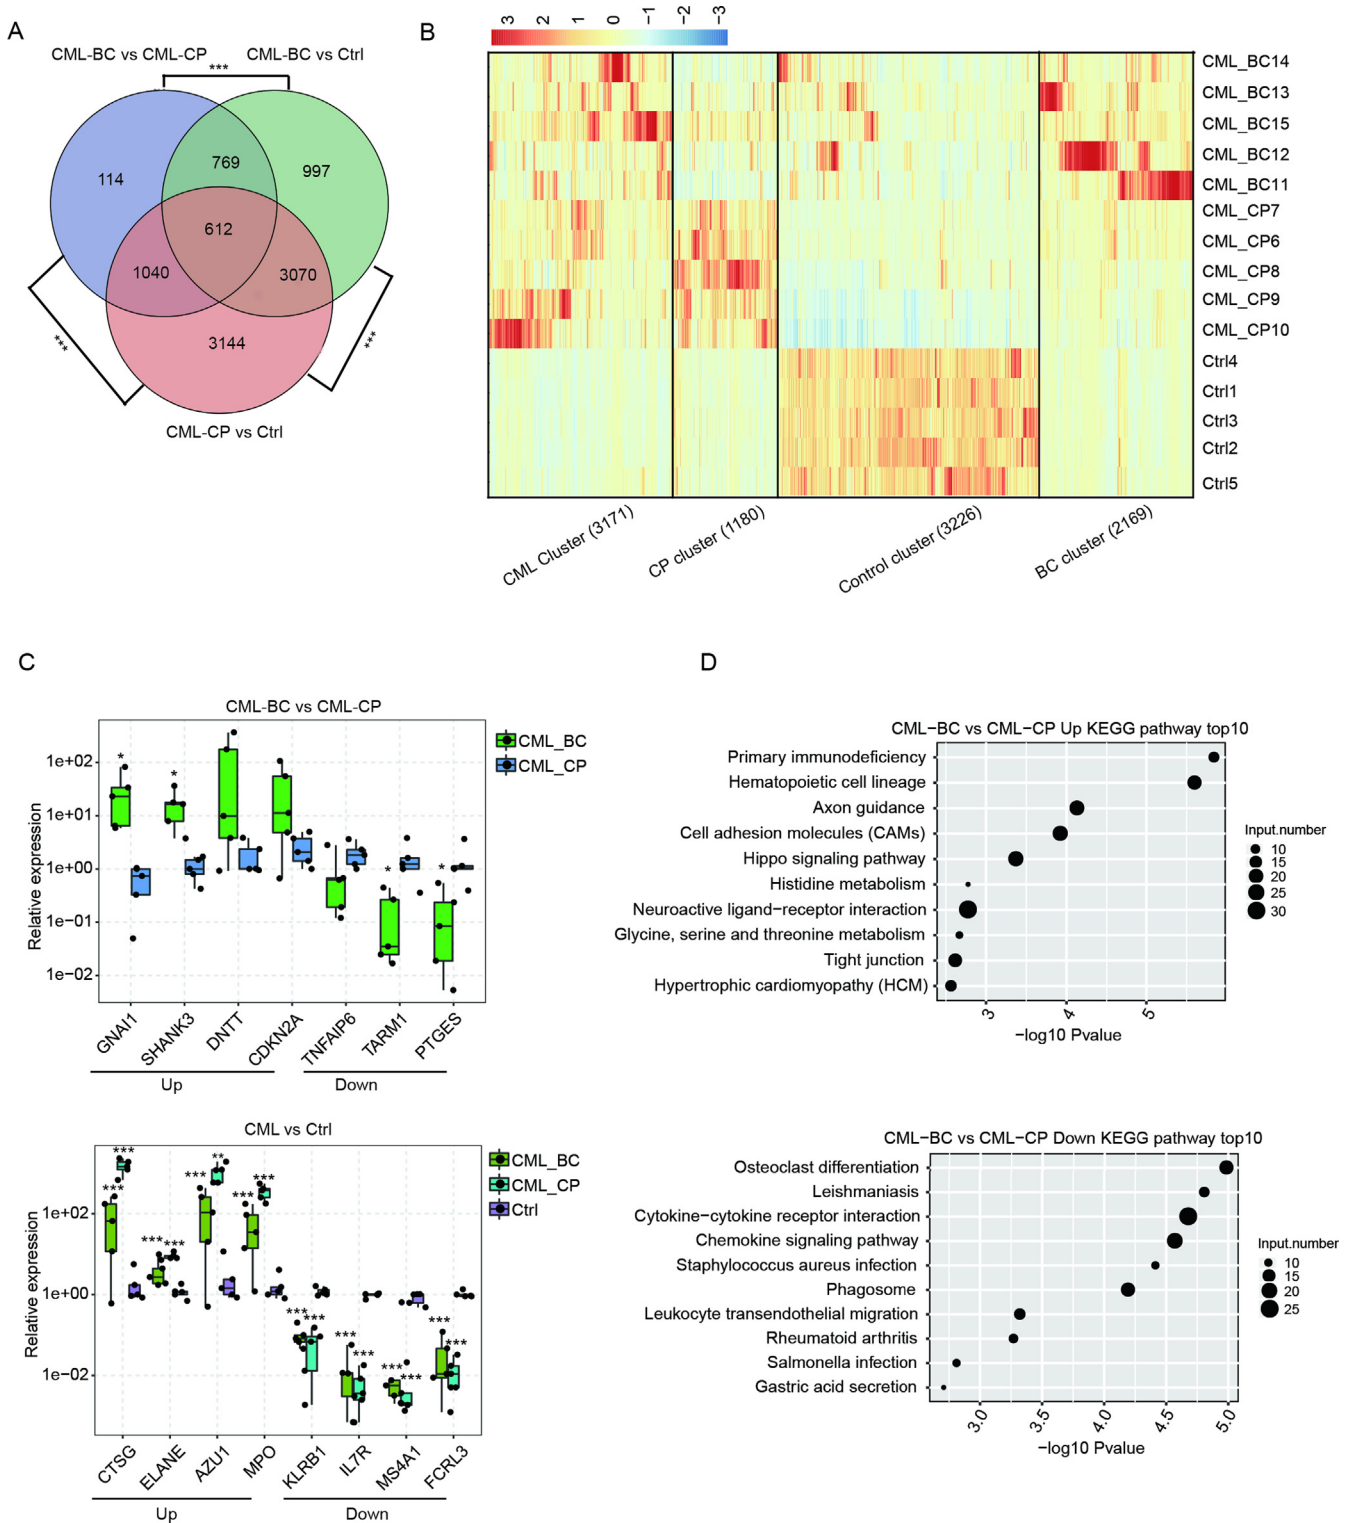 A
CML-BC vs CML-CP
CML-BC vs Ctrl
***
114
769
997
612
1040
3070
3144
***
***
CML-CP vs Ctrl
B
3 2 1 0 −1 −2 −3
CML_BC14
CML_BC13
CML_BC15
CML_BC12
CML_BC11
CML_CP7
CML_CP6
CML_CP8
CML_CP9
CML_CP10
Ctrl4
Ctrl1
Ctrl3
Ctrl2
Ctrl5
CML Cluster (3171)
CP cluster (1180)
Control cluster (3226)
BC cluster (2169)
C
CML-BC vs CML-CP
Relative expression
1e+02
1e+01
1e+00
1e−01
1e−02
*
*
*
*
CML_BC
CML_CP
GNAI1
SHANK3
DNTT
CDKN2A
TNFAIP6
TARM1
PTGES
Up
Down
CML vs Ctrl
Relative expression
1e+02
1e+00
1e−02
***
***
***
***
***
**
***
***
***
***
***
***
***
***
***
***
CML_BC
CML_CP
Ctrl
CTSG
ELANE
AZU1
MPO
KLRB1
IL7R
MS4A1
FCRL3
Up
Down
D
CML−BC vs CML−CP Up KEGG pathway top10
Primary immunodeficiency
Hematopoietic cell lineage
Axon guidance
Cell adhesion molecules (CAMs)
Hippo signaling pathway
Histidine metabolism
Neuroactive ligand−receptor interaction
Glycine, serine and threonine metabolism
Tight junction
Hypertrophic cardiomyopathy (HCM)
3 4 5
−log10 Pvalue
Input.number
10
15
20
25
30
CML−BC vs CML−CP Down KEGG pathway top10
Osteoclast differentiation
Leishmaniasis
Cytokine−cytokine receptor interaction
Chemokine signaling pathway
Staphylococcus aureus infection
Phagosome
Leukocyte transendothelial migration
Rheumatoid arthritis
Salmonella infection
Gastric acid secretion
3.0 3.5 4.0 4.5 5.0
−log10 Pvalue
Input.number
10
15
20
25